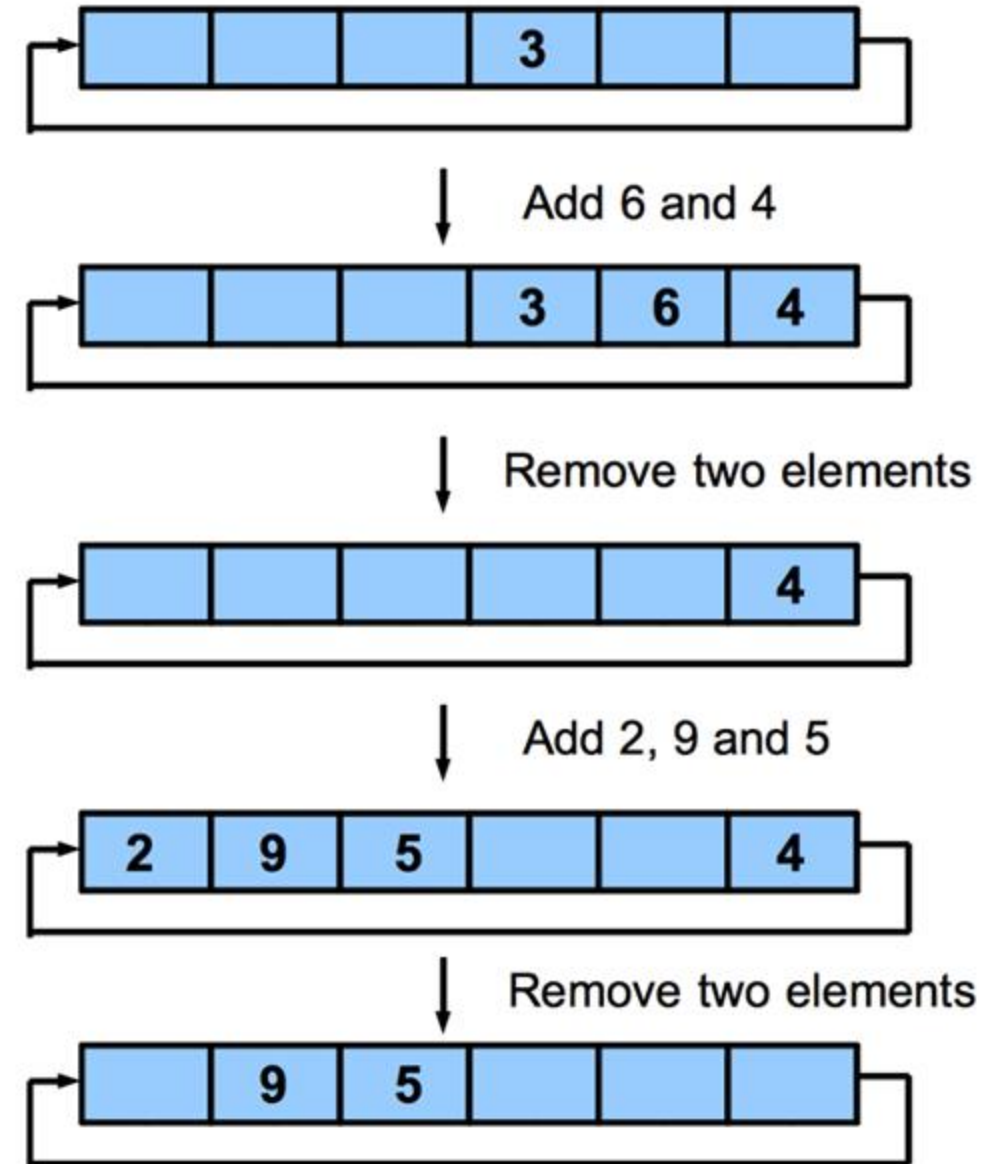 3
Add 6 and 4
3 6 4
Remove two elements
4
Add 2, 9 and 5
2 9 5 4
Remove two elements
9 5